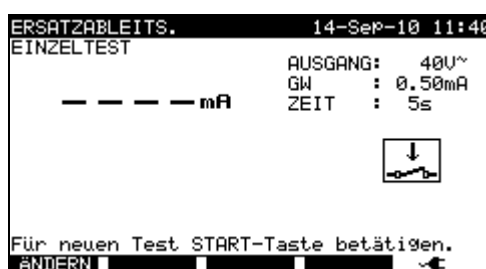 ERSATZABLEITS. 14-Sep-10 11:40
EINZELTEST
AUSGANG: 40V~
GW : 0.50mA
– – – – mA ZEIT : 5s
Für neuen Test START-Taste betätigen.
ÄNDERN